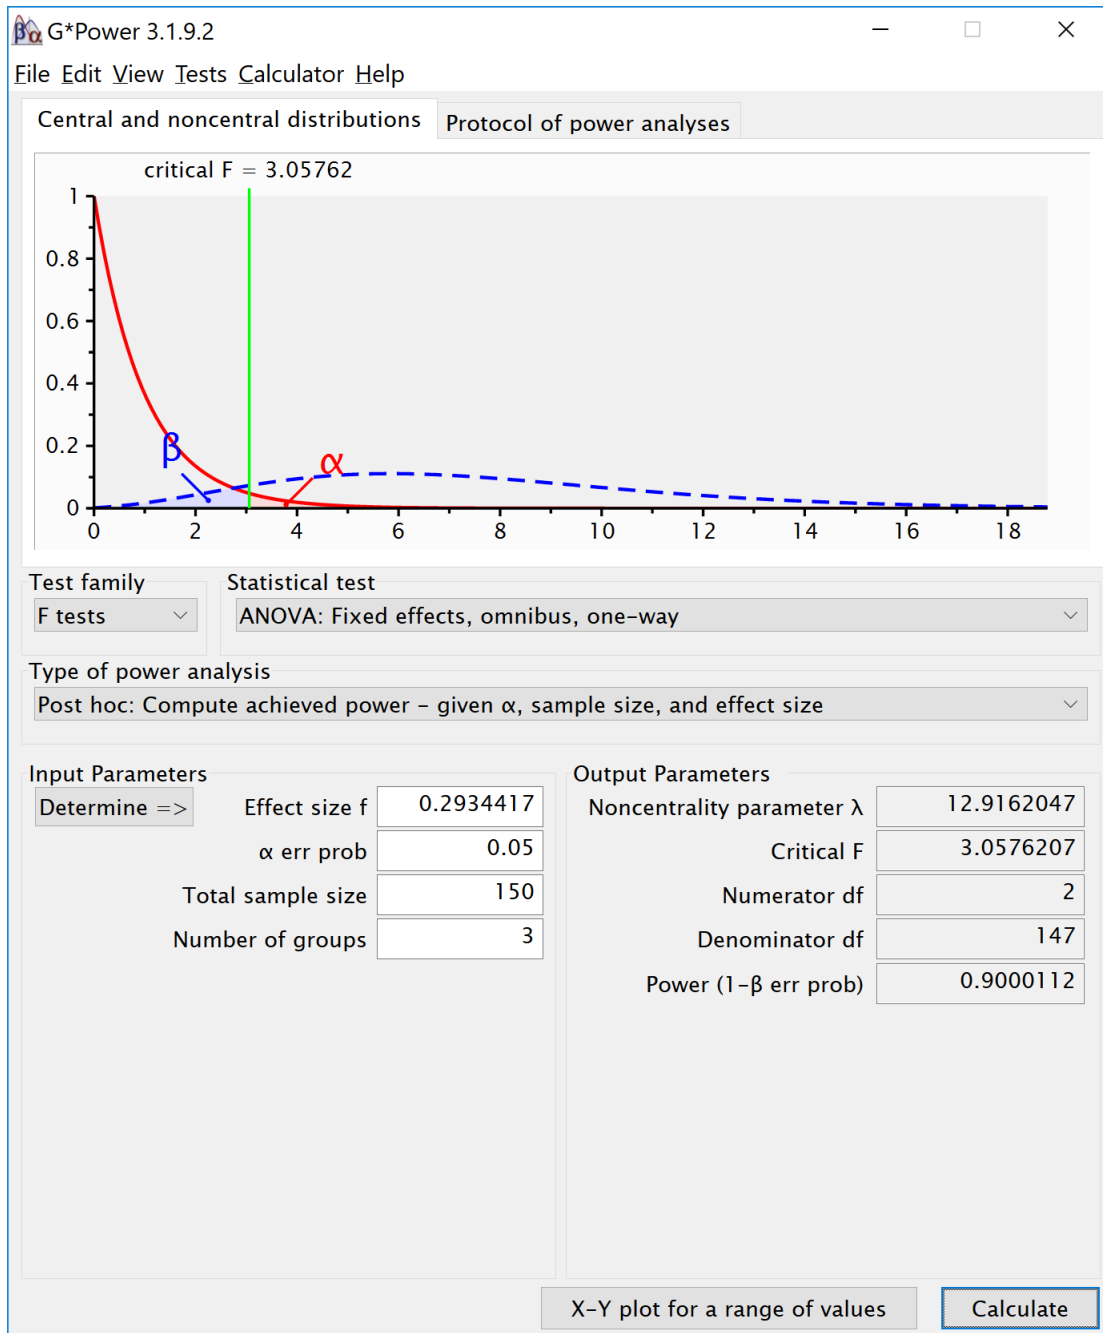 G*Power 3.1.9.2
File Edit View Tests Calculator Help
Central and noncentral distributions
Protocol of power analyses
critical F = 3.05762
1
0.8
0.6
0.4
0.2
0
β
α
0 2 4 6 8 10 12 14 16 18
Test family
Statistical test
F tests
ANOVA: Fixed effects, omnibus, one-way
Type of power analysis
Post hoc: Compute achieved power - given α, sample size, and effect size
Input Parameters
Determine =>
Effect size f 0.2934417
α err prob 0.05
Total sample size 150
Number of groups 3
Output Parameters
Noncentrality parameter λ 12.9162047
Critical F 3.0576207
Numerator df 2
Denominator df 147
Power (1-β err prob) 0.9000112
X-Y plot for a range of values
Calculate